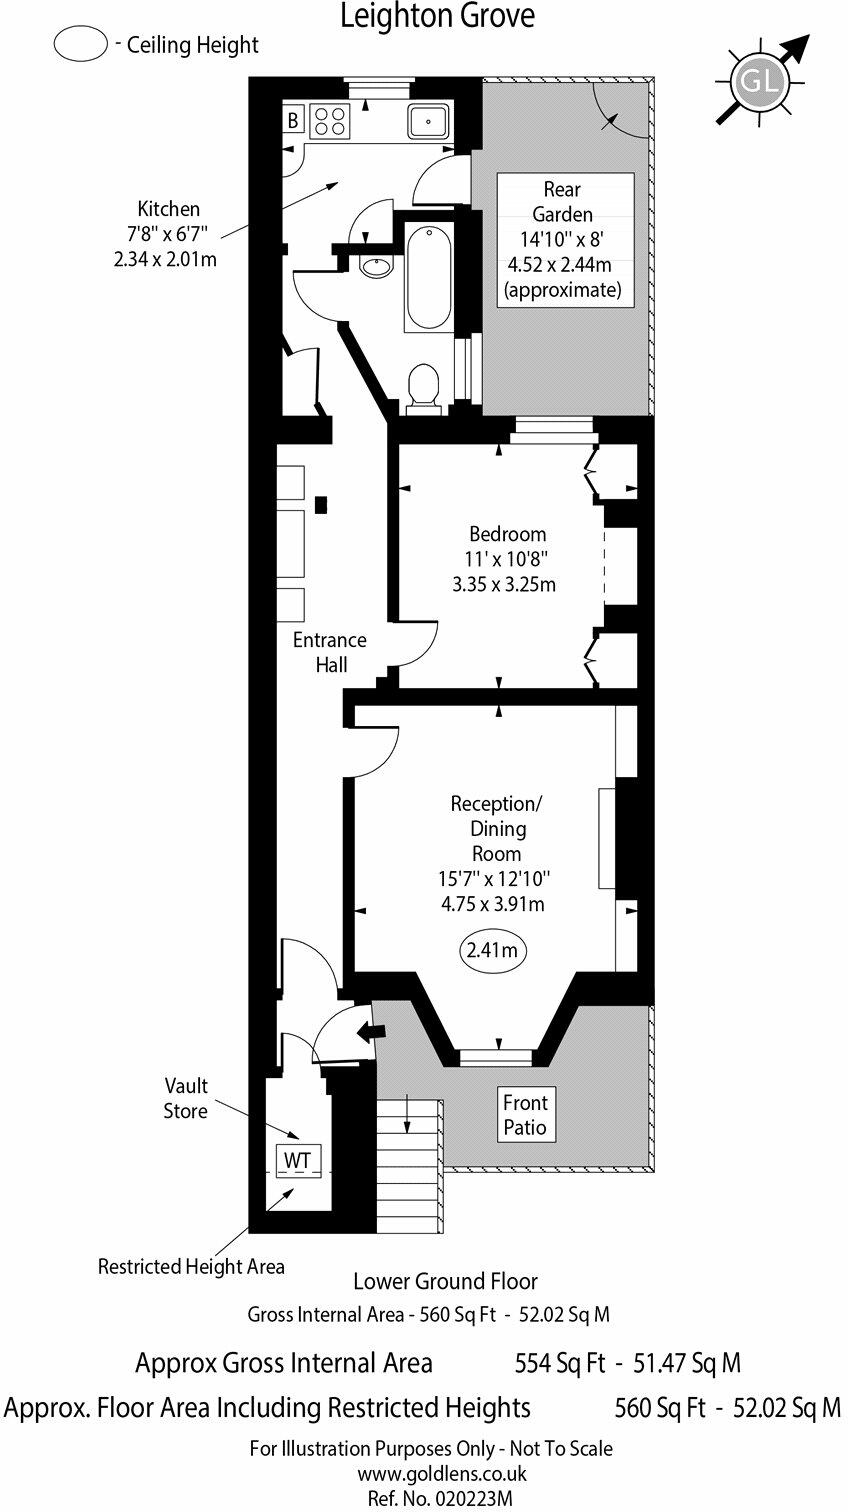 Leighton Grove
- Ceiling Height
GL
B
Kitchen
7'8" x 6'7"
2.34 x 2.01m
Rear
Garden
14'10" x 8'
4.52 x 2.44m
(approximate)
Bedroom
11' x 10'8"
3.35 x 3.25m
Entrance
Hall
Reception/
Dining
Room
15'7" x 12'10"
4.75 x 3.91m
2.41m
Vault
Store
Front
Patio
WT
Restricted Height Area
Lower Ground Floor
Gross Internal Area - 560 Sq Ft - 52.02 Sq M
Approx Gross Internal Area 554 Sq Ft - 51.47 Sq M
Approx. Floor Area Including Restricted Heights 560 Sq Ft - 52.02 Sq M
For Illustration Purposes Only - Not To Scale
www.goldlens.co.uk
Ref. No. 020223M